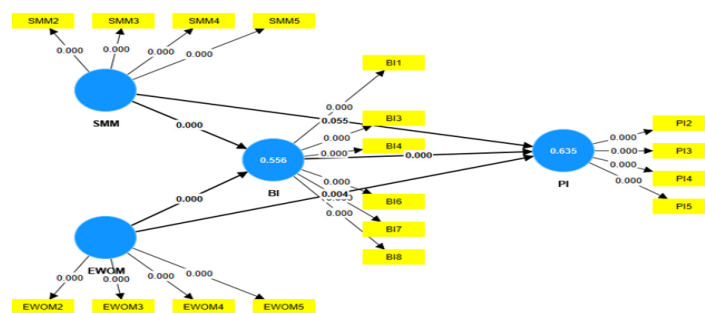 SMM2 SMM3 SMM4 SMM5
0.000 0.000 0.000 0.000
SMM
0.000
BI1
0.000
0.055
BI3
0.000
BI4
0.000
0.000
0.556
BI
0.000
0.004
BI6
BI7
0.000
BI8
0.635
PI
0.000
PI2
0.000
PI3
0.000
PI4
0.000
PI5
0.000
EWOM
0.000 0.000 0.000 0.000
EWOM2 EWOM3 EWOM4 EWOM5